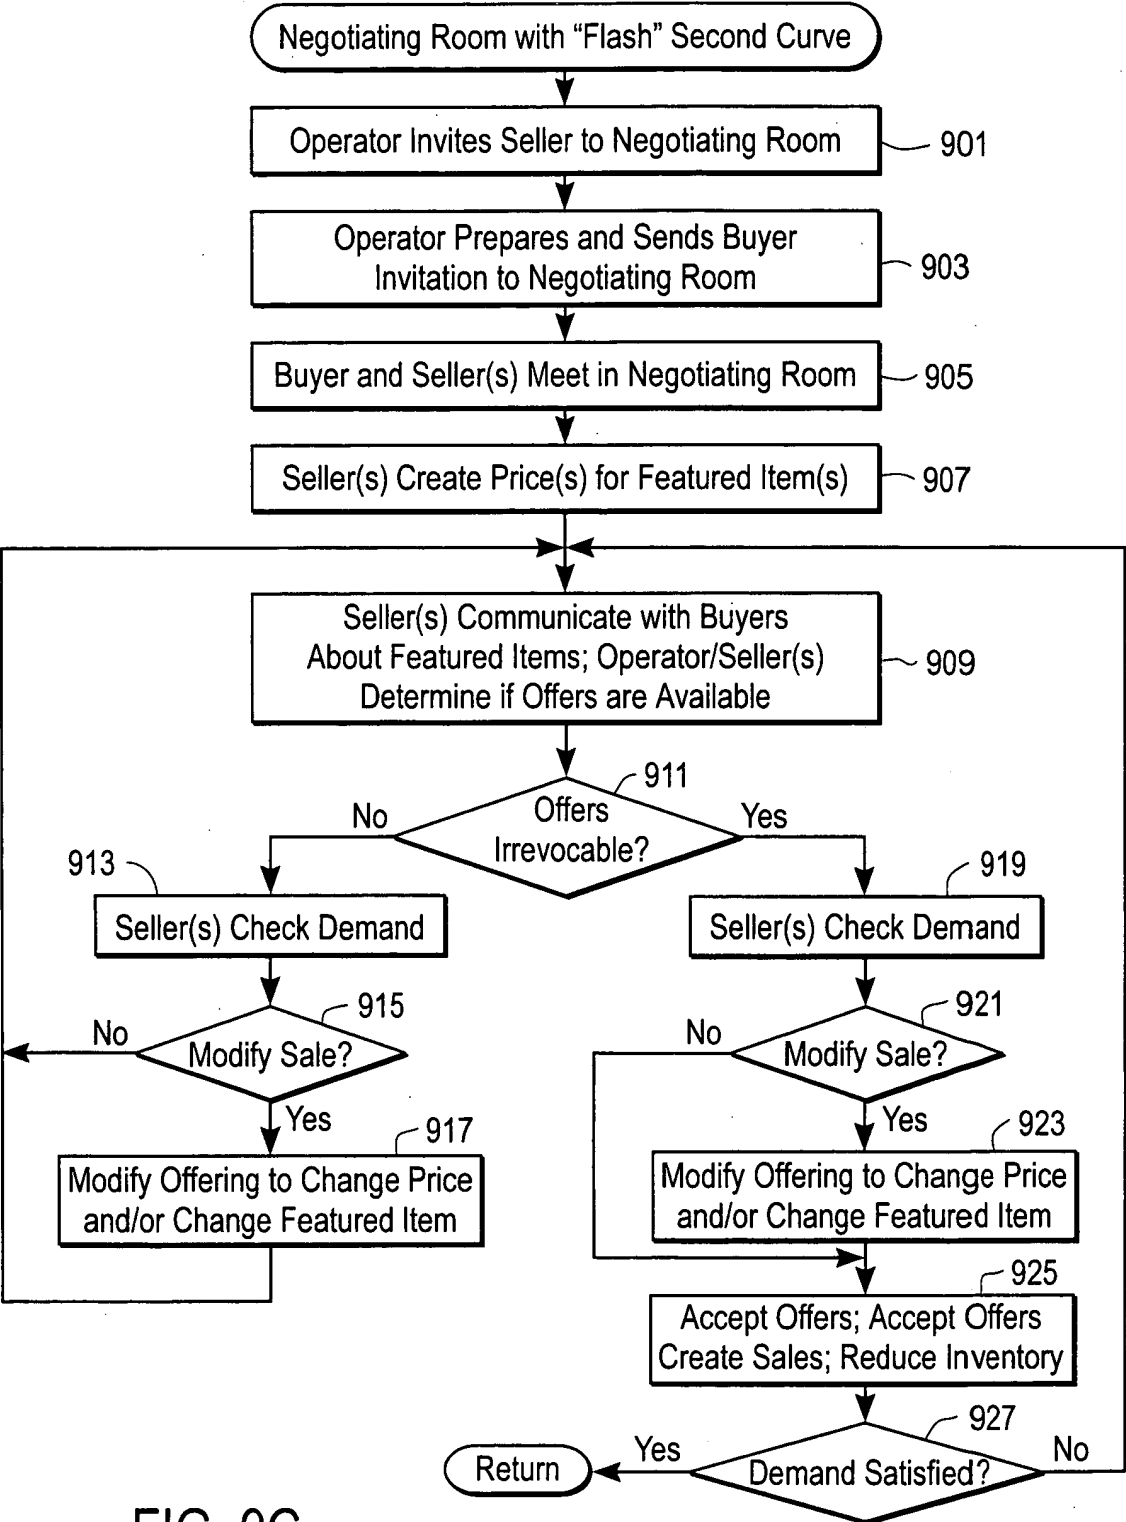 Negotiating Room with “Flash” Second Curve
Operator Invites Seller to Negotiating Room
901
Operator Prepares and Sends Buyer
Invitation to Negotiating Room
903
Buyer and Seller(s) Meet in Negotiating Room
905
Seller(s) Create Price(s) for Featured Item(s)
907
Seller(s) Communicate with Buyers
About Featured Items; Operator/Seller(s)
Determine if Offers are Available
909
911
Offers
Irrevocable?
No
Yes
913
Seller(s) Check Demand
919
Seller(s) Check Demand
915
No
Modify Sale?
Yes
921
No
Modify Sale?
Yes
917
Modify Offering to Change Price
and/or Change Featured Item
923
Modify Offering to Change Price
and/or Change Featured Item
925
Accept Offers; Accept Offers
Create Sales; Reduce Inventory
927
Demand Satisfied?
Yes
No
Return